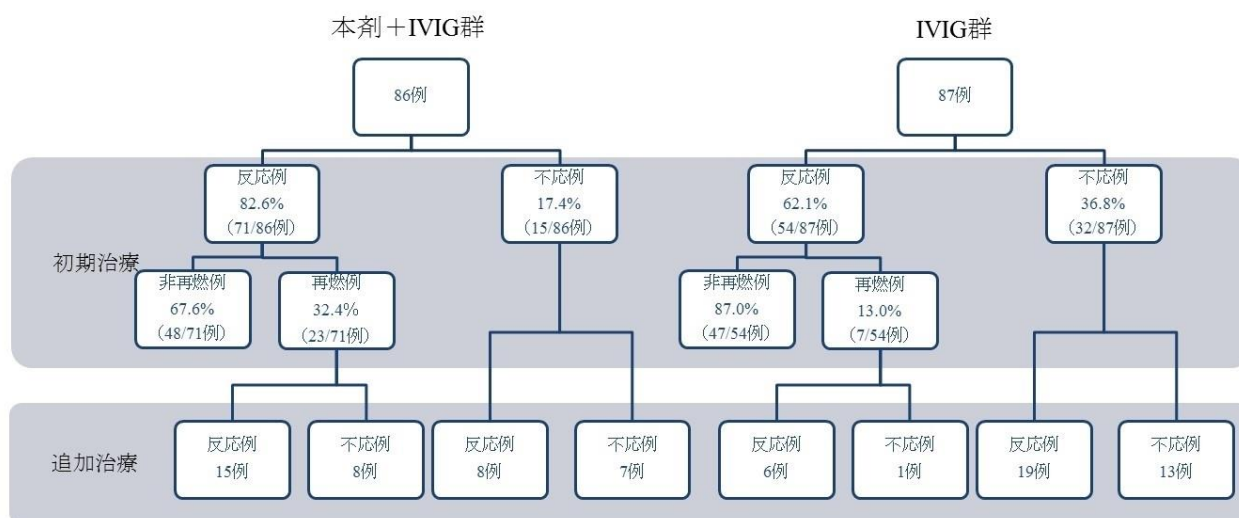 本剤＋IVIG群
IVIG群
86例
87例
初期治療
反応例
82.6%
（71/86例）
不応例
17.4%
（15/86例）
反応例
62.1%
（54/87例）
不応例
36.8%
（32/87例）
非再燃例
67.6%
（48/71例）
再燃例
32.4%
（23/71例）
非再燃例
87.0%
（47/54例）
再燃例
13.0%
（7/54例）
追加治療
反応例
15例
不応例
8例
反応例
8例
不応例
7例
反応例
6例
不応例
1例
反応例
19例
不応例
13例